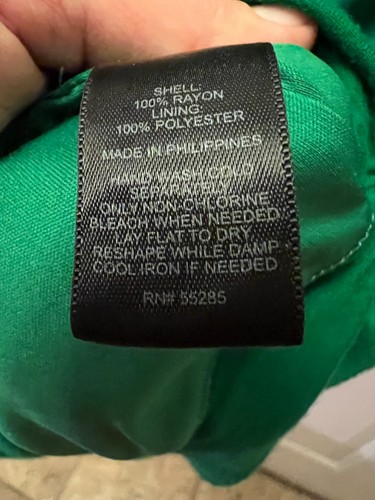 SHELL:
100% RAYON
LINING
100% POLYESTER
MADE IN PHILIPPINES
HAND WASH COLD
SEPARATELY
ONLY NON-CHLORINE
BLEACH WHEN NEEDED
LAY FLAT TO DRY
RESHAPE WHILE DAMP
COOL IRON IF NEEDED
RN# 55285